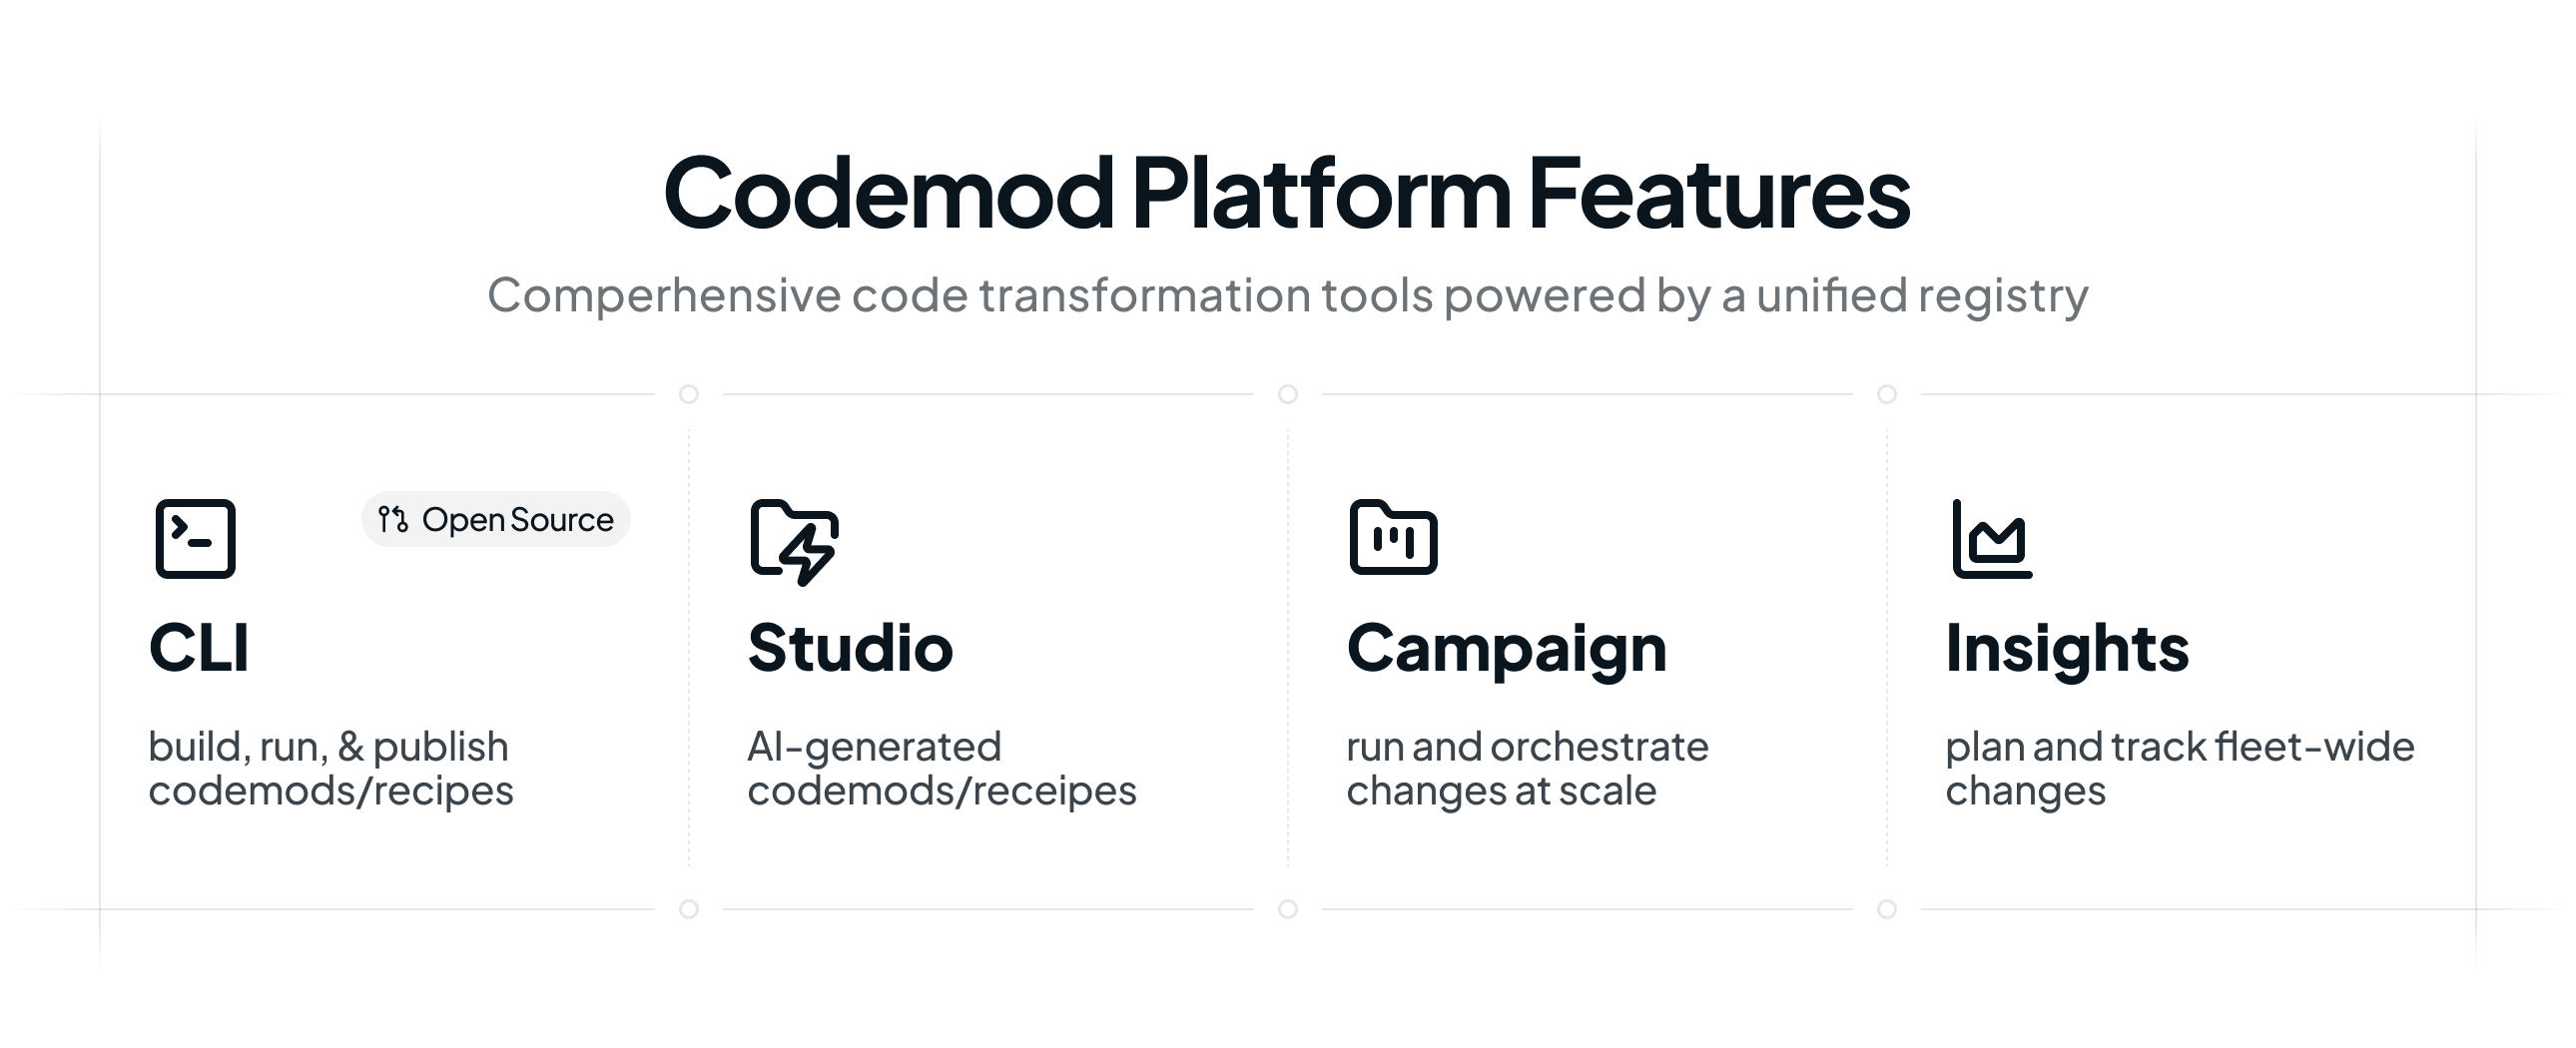 Codemod Platform Features
Comperhensive code transformation tools powered by a unified registry
Open Source
CLI
build, run, & publish
codemods/recipes
Studio
AI-generated
codemods/receipes
Campaign
run and orchestrate
changes at scale
Insights
plan and track fleet-wide
changes